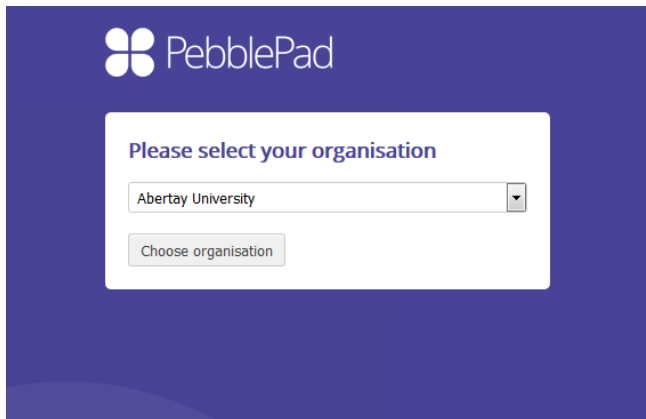 PebblePad
Please select your organisation
Abertay University
Choose organisation